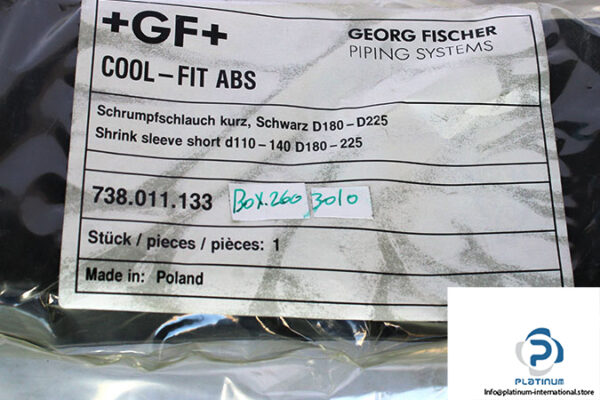 +GF+
GEORG FISCHER
PIPING SYSTEMS
COOL-FIT ABS
Schrumpfschlauch kurz, Schwarz D180-D225
Shrink sleeve short d110-140 D180-225
738.011.133 BOX.260 3010
Stück / pieces / pièces: 1
Made in: Poland
PLATINUM
Info@platinum-international.store